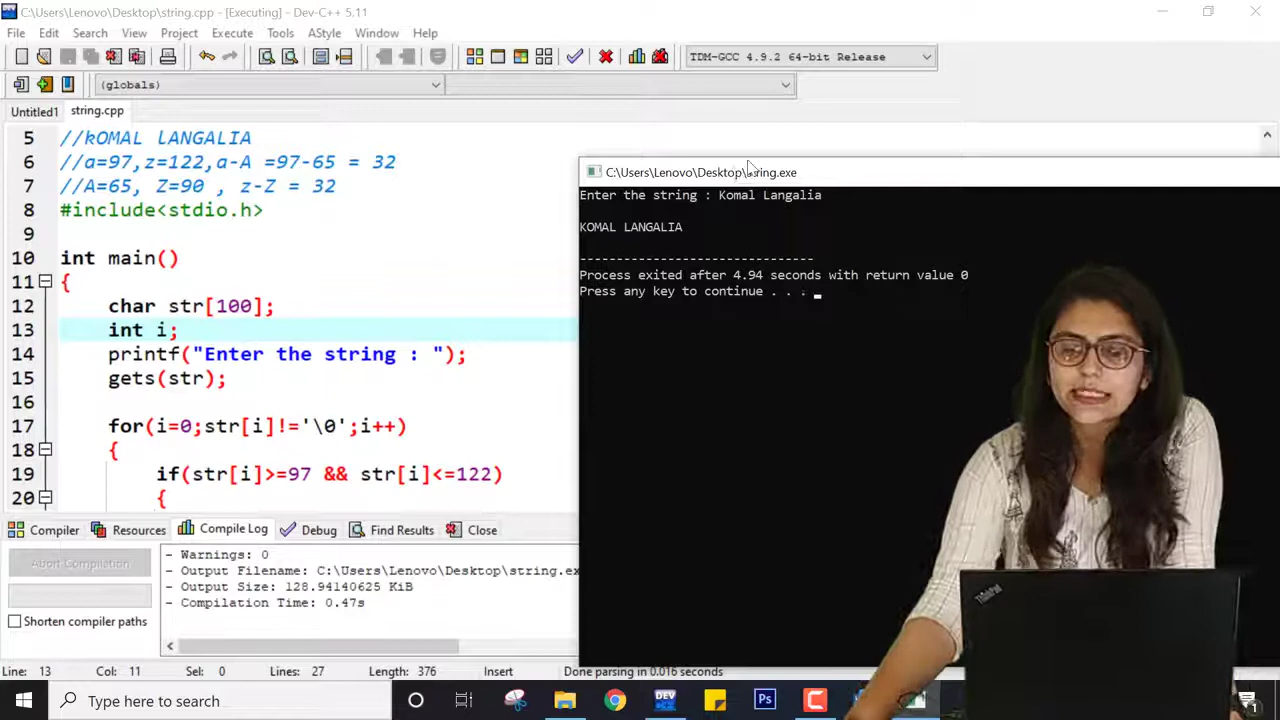 C:\Users\Lenovo\Desktop\string.cpp - [Executing] - Dev-C++ 5.11
File Edit Search View Project Execute Tools AStyle Window Help
TDM-GCC 4.9.2 64-bit Release
(globals)
Untitled1 string.cpp
5 //kOMAL lANGALIA
6 //a=97,z=122,a-A =97-65 = 32
7 //A=65, Z=90 , z-Z = 32
8 #include<stdio.h>
9
10 int main()
11 {
12 char str[100];
13 int i;
14 printf("Enter the string : ");
15 gets(str);
16
17 for(i=0;str[i]!='\0';i++)
18 {
19 if(str[i]>=97 && str[i]<=122)
20 {
C:\Users\Lenovo\Desktop\string.exe
Enter the string : Komal Langalia
KOMAL LANGALIA
--------------------------------
Process exited after 4.94 seconds with return value 0
Press any key to continue . . .
Compiler Resources Compile Log Debug Find Results Close
Abort Compilation
Shorten compiler paths
- Warnings: 0
- Output Filename: C:\Users\Lenovo\Desktop\string.ex
- Output Size: 128.94140625 KiB
- Compilation Time: 0.47s
Line: 13 Col: 11 Sel: 0 Lines: 27 Length: 376 Insert Done parsing in 0.016 seconds
Type here to search
DEV
Ps
1
ThinkPad